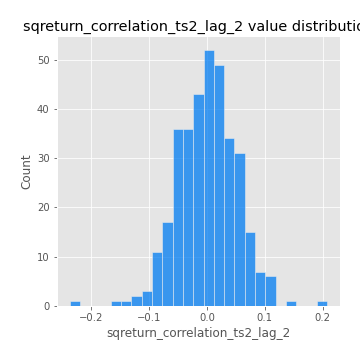 sqreturn_correlation_ts2_lag_2 value distributio
50
40
30
20
10
0
Count
−0.2 −0.1 0.0 0.1 0.2
sqreturn_correlation_ts2_lag_2